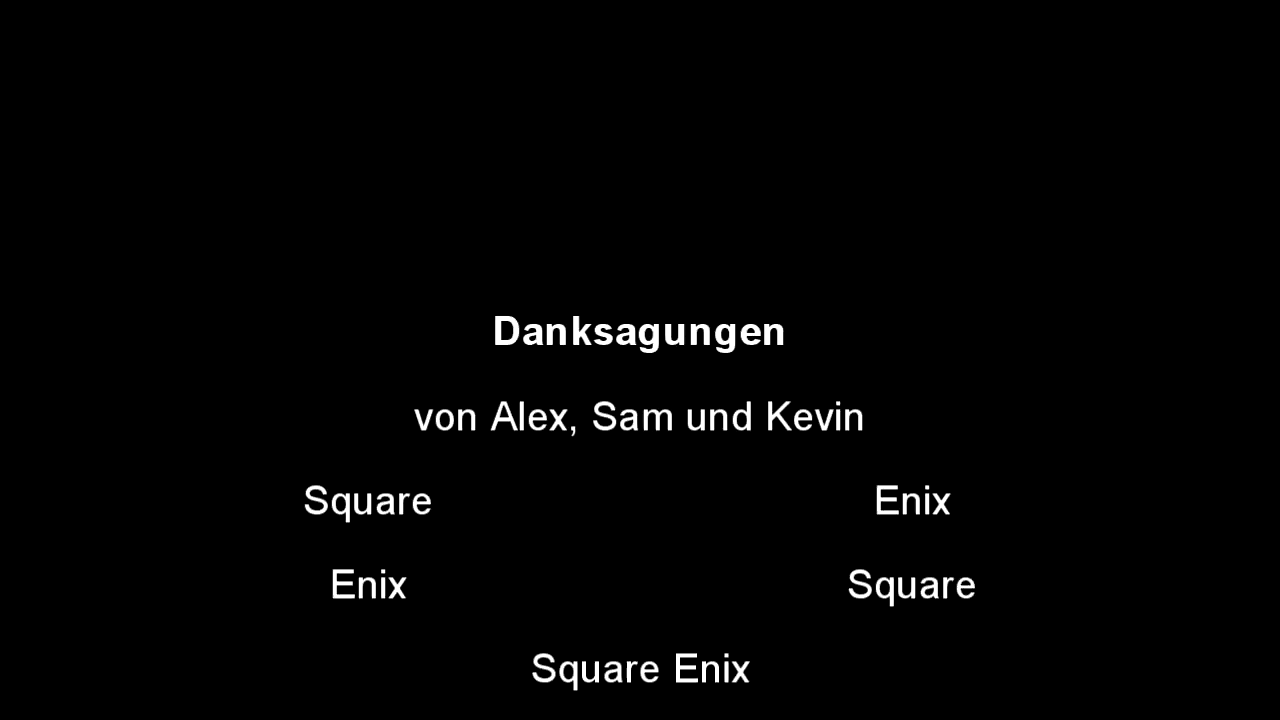 Danksagungen
von Alex, Sam und Kevin
Square Enix
Enix Square
Square Enix